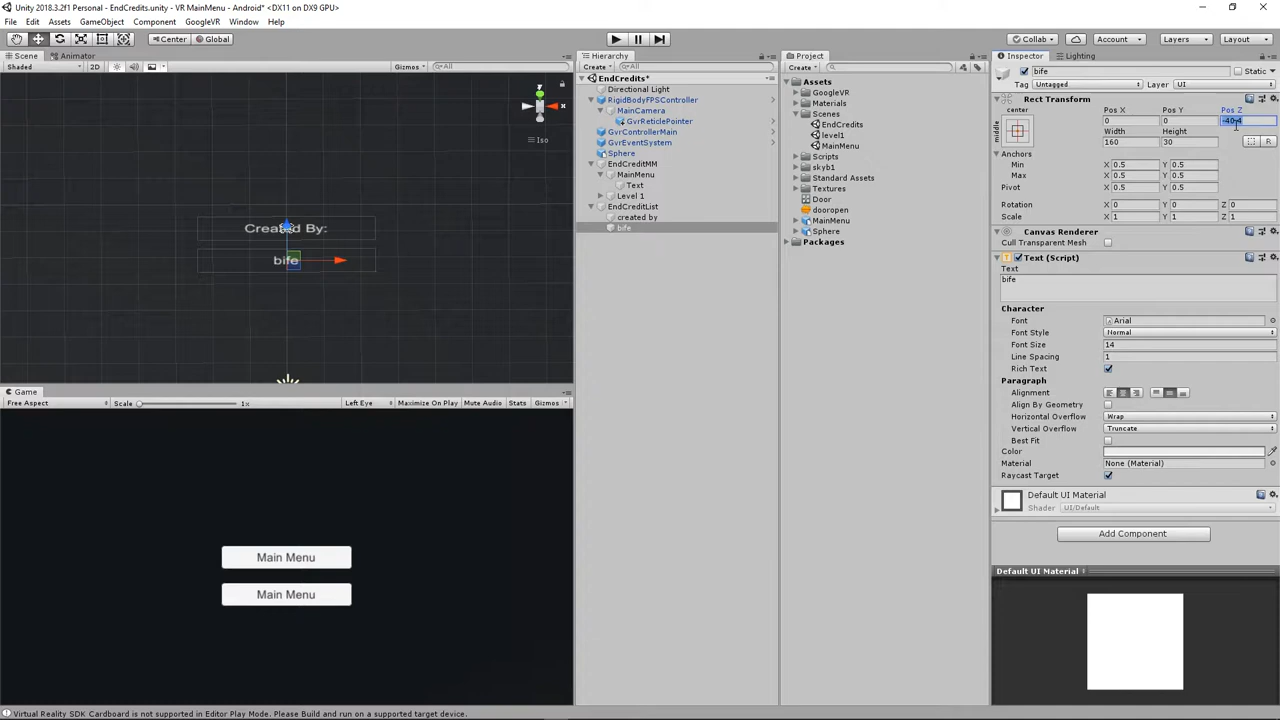 Unity 2018.3.2f1 Personal - EndCredits.unity - VR MainMenu - Android* <DX11 on DX9 GPU>
File Edit Assets GameObject Component GoogleVR Window Help
Center Global Collab Account Layers Layout
Scene Animator
Shaded 2D Gizmos All
Iso
Created By:
bife
Game
Free Aspect Scale 1x Left Eye Maximize On Play Mute Audio Stats Gizmos
Main Menu
Main Menu
Hierarchy
Create All
EndCredits*
Directional Light
RigidBodyFPSController
MainCamera
GvrReticlePointer
GvrControllerMain
GvrEventSystem
Sphere
EndCreditMM
MainMenu
Text
Level 1
EndCreditList
created by
bife
Project
Create
Assets
GoogleVR
Materials
Scenes
EndCredits
level1
MainMenu
Scripts
skyb1
Standard Assets
Textures
Door
dooropen
MainMenu
Sphere
Packages
Inspector Lighting
bife Static
Tag Untagged Layer UI
Rect Transform
center Pos X Pos Y Pos Z
middle 0 0 -40.4
Width Height
160 30 R
Anchors
Min X 0.5 Y 0.5
Max X 0.5 Y 0.5
Pivot X 0.5 Y 0.5
Rotation X 0 Y 0 Z 0
Scale X 1 Y 1 Z 1
Canvas Renderer
Cull Transparent Mesh
Text (Script)
Text
bife
Character
Font Arial
Font Style Normal
Font Size 14
Line Spacing 1
Rich Text
Paragraph
Alignment
Align By Geometry
Horizontal Overflow Wrap
Vertical Overflow Truncate
Best Fit
Color
Material None (Material)
Raycast Target
Default UI Material
Shader UI/Default
Add Component
Default UI Material
Virtual Reality SDK Cardboard is not supported in Editor Play Mode. Please Build and run on a supported target device.